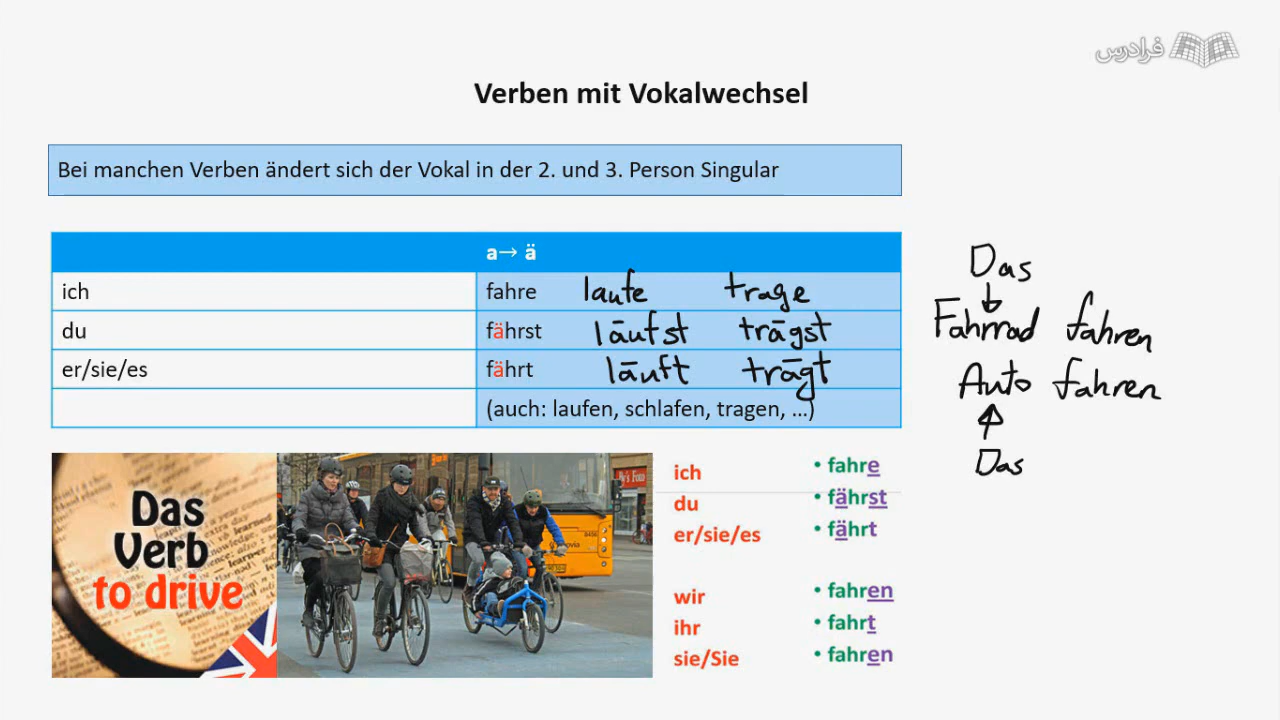 فرادرس
Verben mit Vokalwechsel
Bei manchen Verben ändert sich der Vokal in der 2. und 3. Person Singular
a→ ä
ich fahre laufe trage
du fährst läufst trägst
er/sie/es fährt läuft trägt
(auch: laufen, schlafen, tragen, ...)
Das
Fahrrad fahren
Auto fahren
Das
Das
Verb
to drive
ich • fahre
du • fährst
er/sie/es • fährt
wir • fahren
ihr • fahrt
sie/Sie • fahren